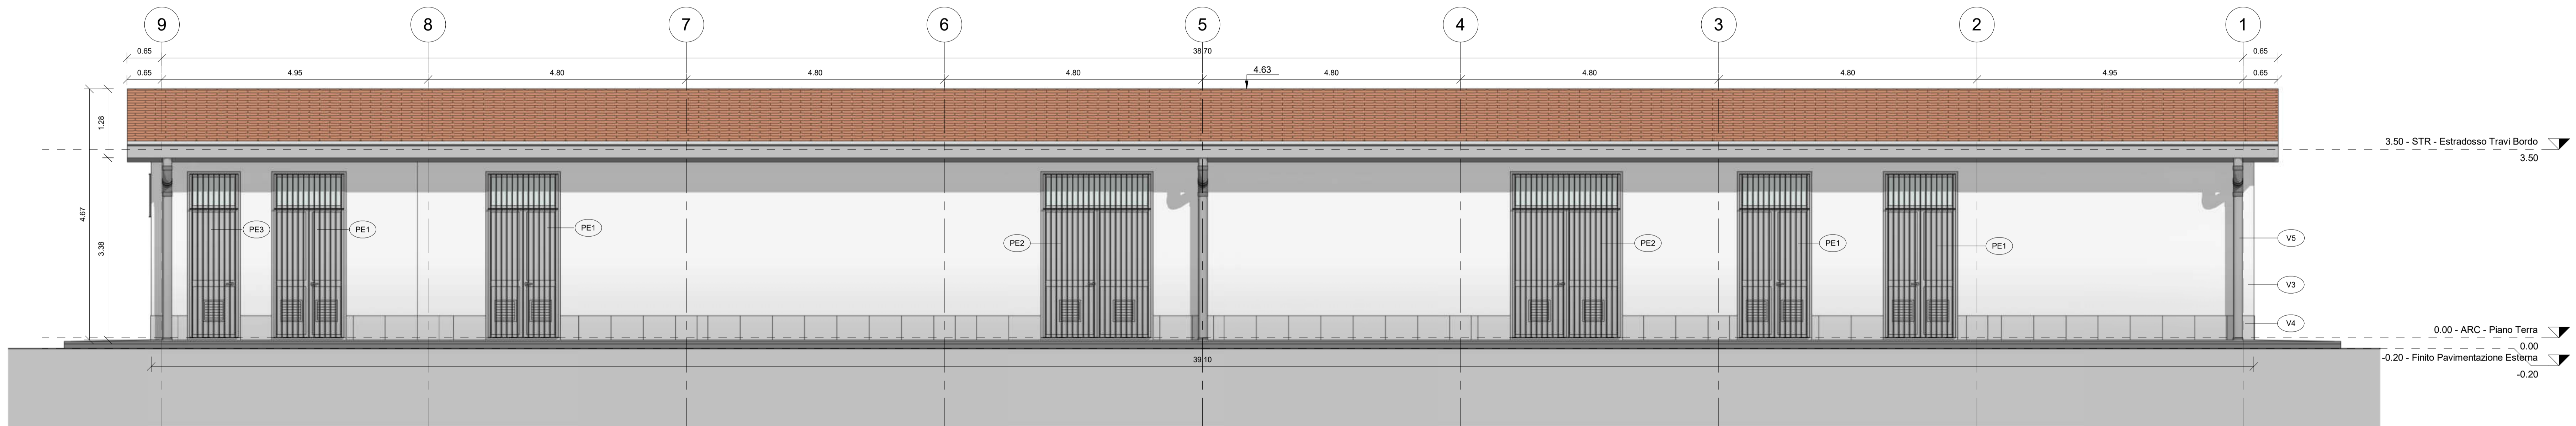 9 8 7 6 5 4 3 2 1
0.65 38.70 0.65
0.65 4.95 4.80 4.80 4.80 4.80 4.80 4.80 4.95 0.65
4.63
1.28
4.67
3.38
3.50 - STR - Estradosso Travi Bordo
3.50
PE3 PE1 PE1 PE2 PE2 PE1 PE1
V5
V3
V4
0.00 - ARC - Piano Terra
0.00
-0.20 - Finito Pavimentazione Esterna
-0.20
39.10